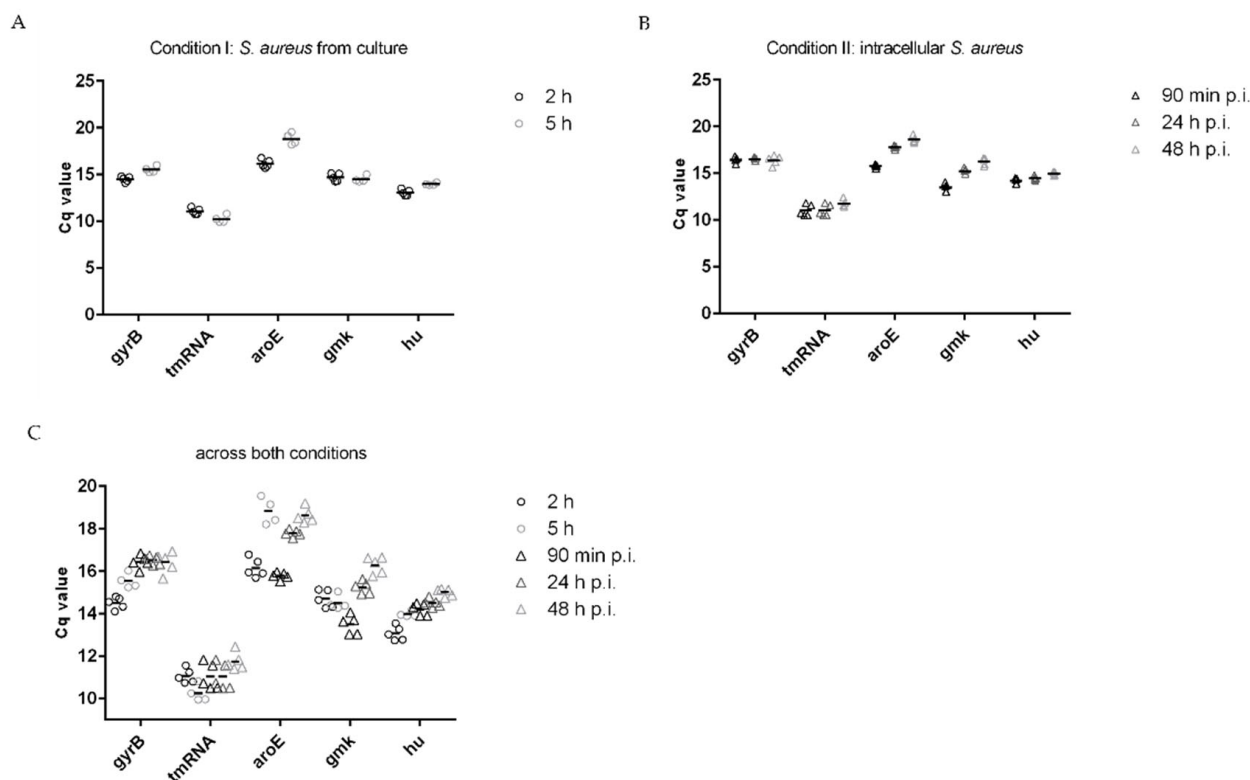 A
Condition I: S. aureus from culture
25
20
15
10
5
0
Cq value
gyrB
tmRNA
aroE
gmk
hu
2 h
5 h
B
Condition II: intracellular S. aureus
25
20
15
10
5
0
Cq value
gyrB
tmRNA
aroE
gmk
hu
90 min p.i.
24 h p.i.
48 h p.i.
C
across both conditions
20
18
16
14
12
10
Cq value
gyrB
tmRNA
aroE
gmk
hu
2 h
5 h
90 min p.i.
24 h p.i.
48 h p.i.